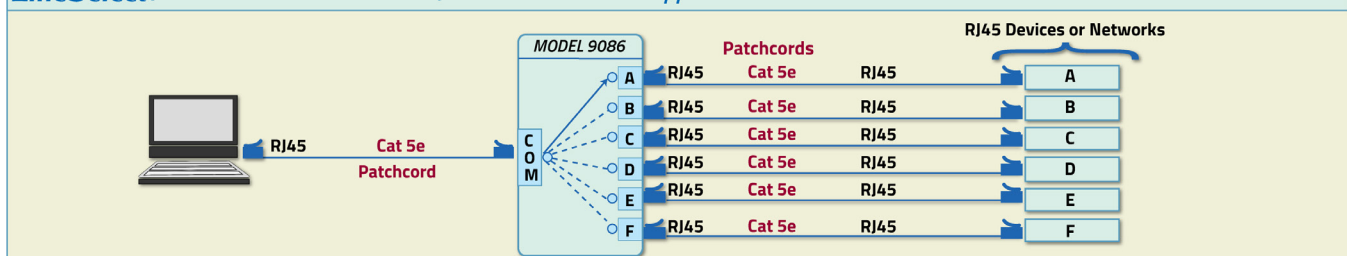 MODEL 9086
Patchcords
RJ45 Devices or Networks
A RJ45 Cat 5e RJ45 A
B RJ45 Cat 5e RJ45 B
C RJ45 Cat 5e RJ45 C
D RJ45 Cat 5e RJ45 D
E RJ45 Cat 5e RJ45 E
F RJ45 Cat 5e RJ45 F
RJ45 Cat 5e
Patchcord
COM